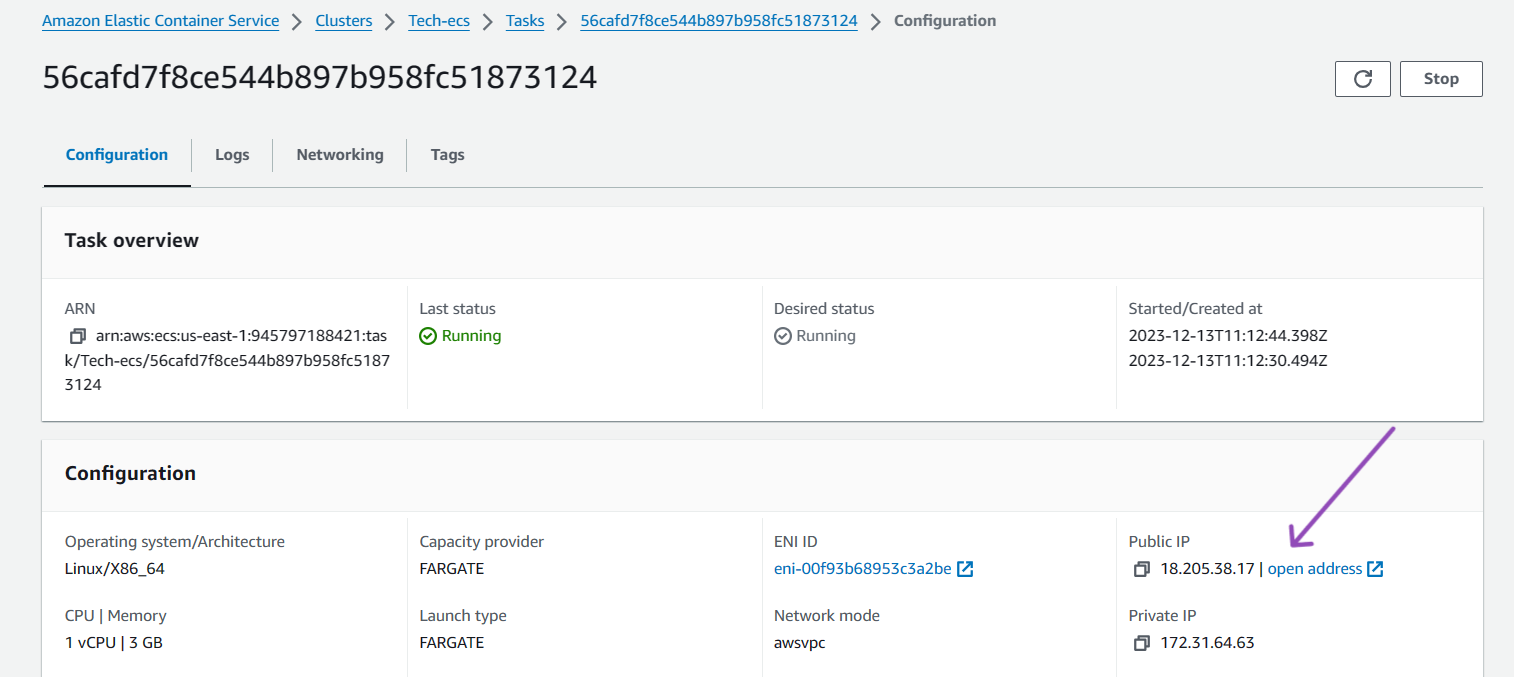 Amazon Elastic Container Service > Clusters > Tech-ecs > Tasks > 56cafd7f8ce544b897b958fc51873124 > Configuration
56cafd7f8ce544b897b958fc51873124
Stop
Configuration Logs Networking Tags
Task overview
ARN
arn:aws:ecs:us-east-1:945797188421:tas
k/Tech-ecs/56cafd7f8ce544b897b958fc5187
3124
Last status
Running
Desired status
Running
Started/Created at
2023-12-13T11:12:44.398Z
2023-12-13T11:12:30.494Z
Configuration
Operating system/Architecture
Linux/X86_64
CPU | Memory
1 vCPU | 3 GB
Capacity provider
FARGATE
Launch type
FARGATE
ENI ID
eni-00f93b68953c3a2be
Network mode
awsvpc
Public IP
18.205.38.17 | open address
Private IP
172.31.64.63